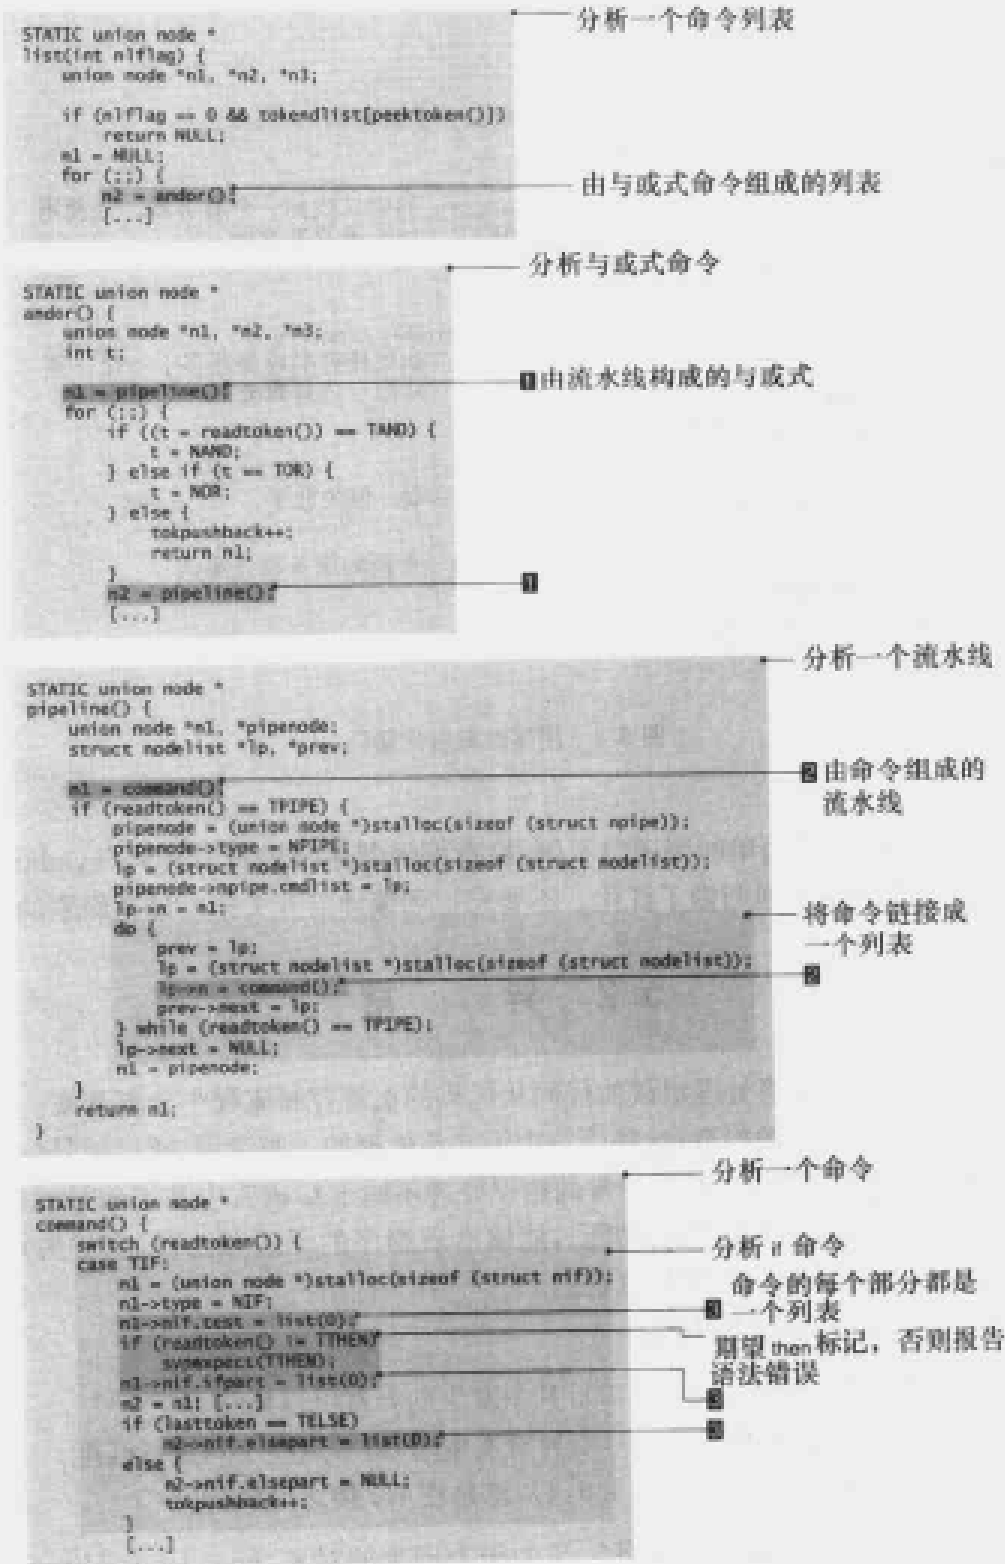 分析一个命令列表
STATIC union node *
list(int nlflag) {
union node *n1, *n2, *n3;
if (nlflag == 0 && tokendlist[peektoken()])
return NULL;
n1 = NULL;
for (;;) {
n2 = andor();
由与或式命令组成的列表
[...]
分析与或式命令
STATIC union node *
andor() {
union node *n1, *n2, *n3;
int t;
n1 = pipeline();
1 由流水线构成的与或式
for (;;) {
if ((t = readtoken()) == TAND) {
t = NAND;
} else if (t == TOR) {
t = NOR;
} else {
tokpushback++;
return n1;
}
n2 = pipeline();
1
[...]
分析一个流水线
STATIC union node *
pipeline() {
union node *n1, *pipenode;
struct nodelist *lp, *prev;
n1 = command();
2 由命令组成的
流水线
if (readtoken() == TPIPE) {
pipenode = (union node *)stalloc(sizeof (struct npipe));
pipenode->type = NPIPE;
lp = (struct nodelist *)stalloc(sizeof (struct nodelist));
pipenode->npipe.cmdlist = lp;
lp->n = n1;
将命令链接成
一个列表
do {
prev = lp;
lp = (struct nodelist *)stalloc(sizeof (struct nodelist));
lp->n = command();
2
prev->next = lp;
} while (readtoken() == TPIPE);
lp->next = NULL;
n1 = pipenode;
}
return n1;
}
分析一个命令
STATIC union node *
command() {
switch (readtoken()) {
分析 if 命令
case TIF:
n1 = (union node *)stalloc(sizeof (struct nif));
n1->type = NIF;
n1->nif.test = list(0);
命令的每个部分都是
3 一个列表
if (readtoken() != TTHEN)
synexpect(TTHEN);
期望 then 标记，否则报告
语法错误
n1->nif.ifpart = list(0);
3
n2 = n1; [...]
if (lasttoken == TELSE)
n2->nif.elsepart = list(0);
3
else {
n2->nif.elsepart = NULL;
tokpushback++;
}
[...]